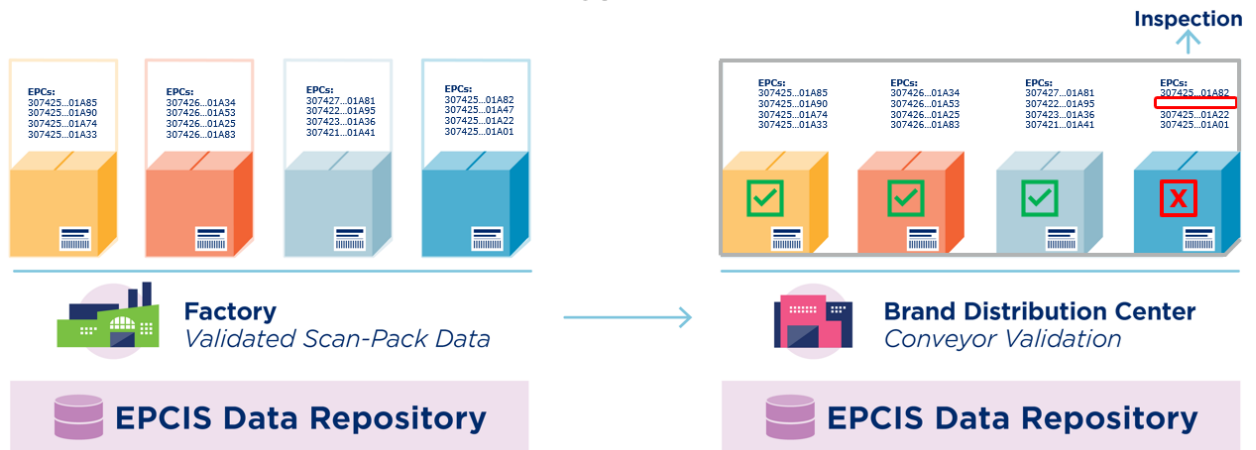 Inspection
EPCs:
307425...01A85
307425...01A90
307425...01A74
307425...01A33
EPCs:
307426...01A34
307426...01A53
307426...01A25
307426...01A83
EPCs:
307427...01A81
307422...01A95
307423...01A36
307421...01A41
EPCs:
307425...01A82
307425...01A47
307425...01A22
307425...01A01
EPCs:
307425...01A85
307425...01A90
307425...01A74
307425...01A33
EPCs:
307426...01A34
307426...01A53
307426...01A25
307426...01A83
EPCs:
307427...01A81
307422...01A95
307423...01A36
307421...01A41
EPCs:
307425...01A82
307425...01A22
307425...01A01
X
Factory
Validated Scan-Pack Data
Brand Distribution Center
Conveyor Validation
EPCIS Data Repository
EPCIS Data Repository